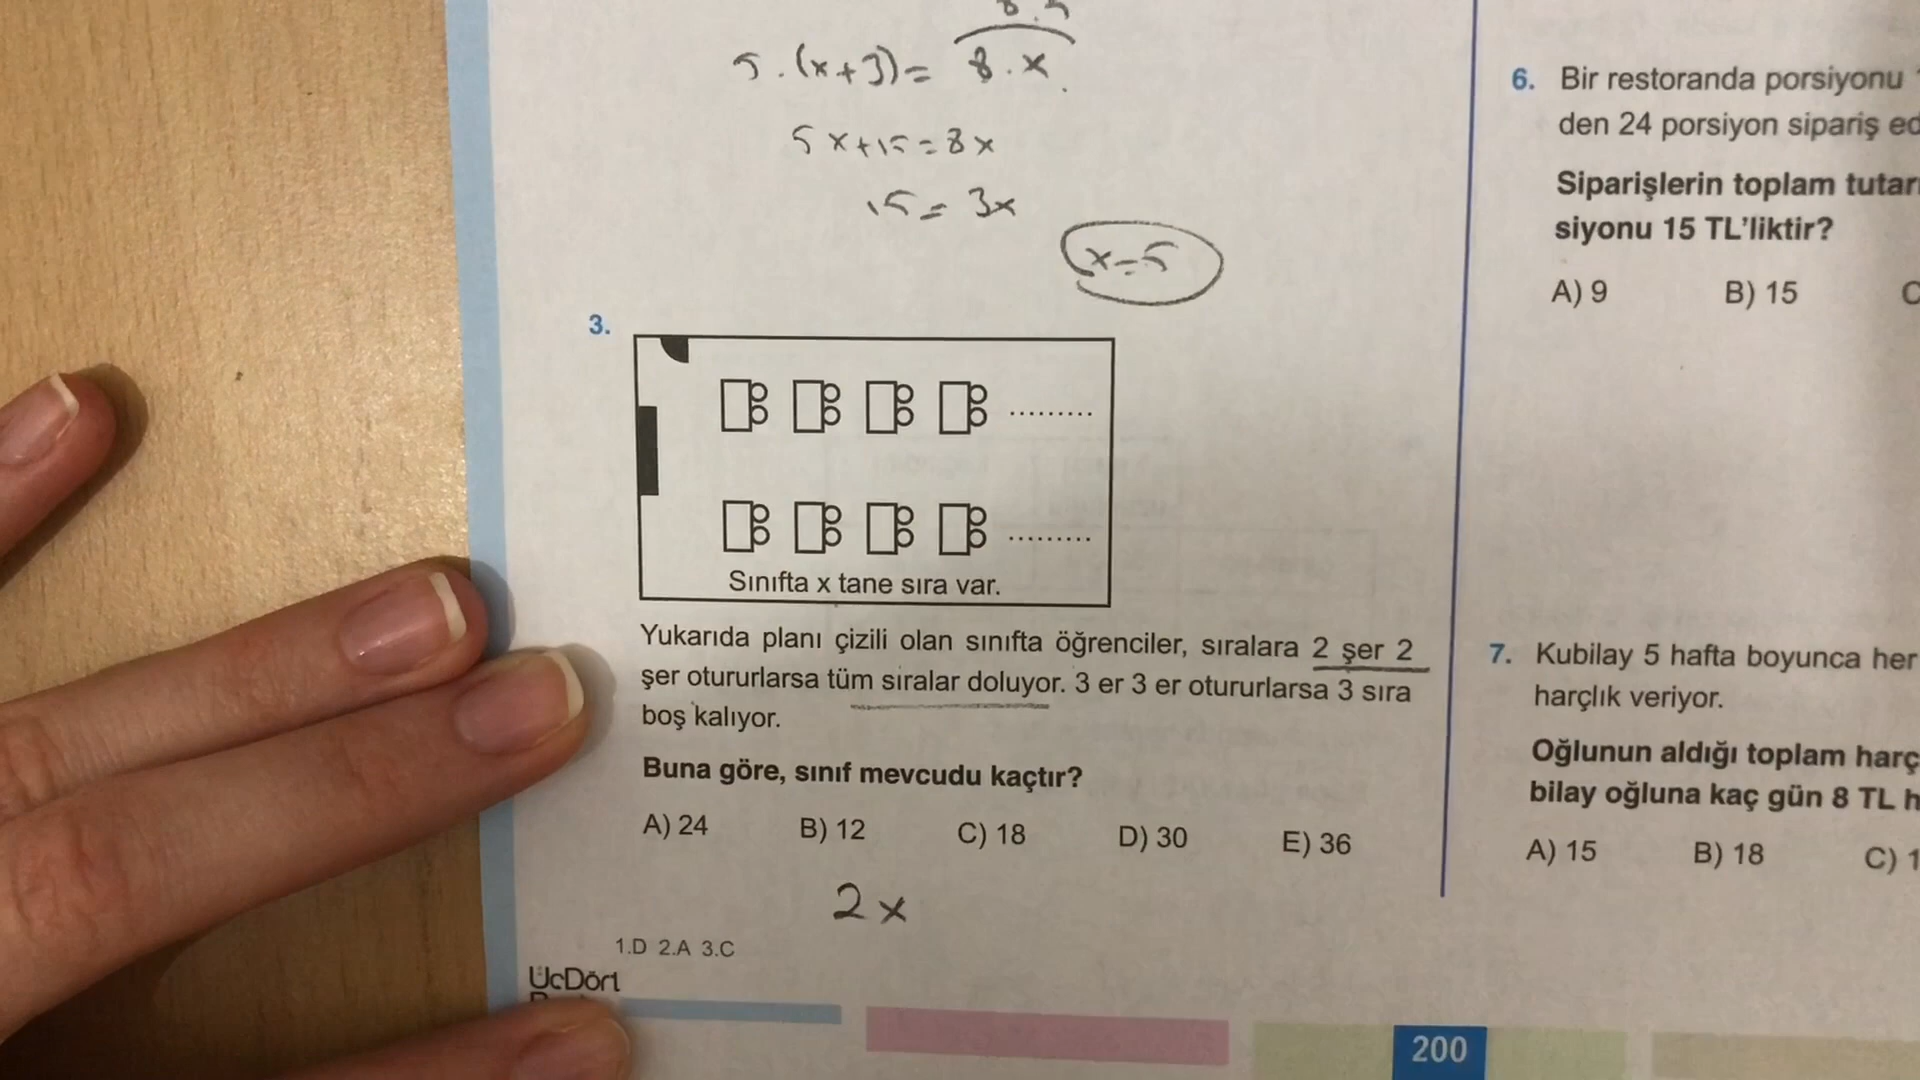 5 . (x+3) = 8 . x
5x+15=8x
15 = 3x
x=5
3.
Sınıfta x tane sıra var.
Yukarıda planı çizili olan sınıfta öğrenciler, sıralara 2 şer 2
şer otururlarsa tüm sıralar doluyor. 3 er 3 er otururlarsa 3 sıra
boş kalıyor.
Buna göre, sınıf mevcudu kaçtır?
A) 24 B) 12 C) 18 D) 30 E) 36
2x
1.D 2.A 3.C
ÜçDört
200
6. Bir restoranda porsiyonu
den 24 porsiyon sipariş
Siparişlerin toplam
siyonu 15 TL'liktir?
A) 9 B) 15
7. Kubilay 5 hafta boyunca her
harçlık veriyor.
Oğlunun aldığı toplam
bilay oğluna kaç gün 8 TL
A) 15 B) 18 C)